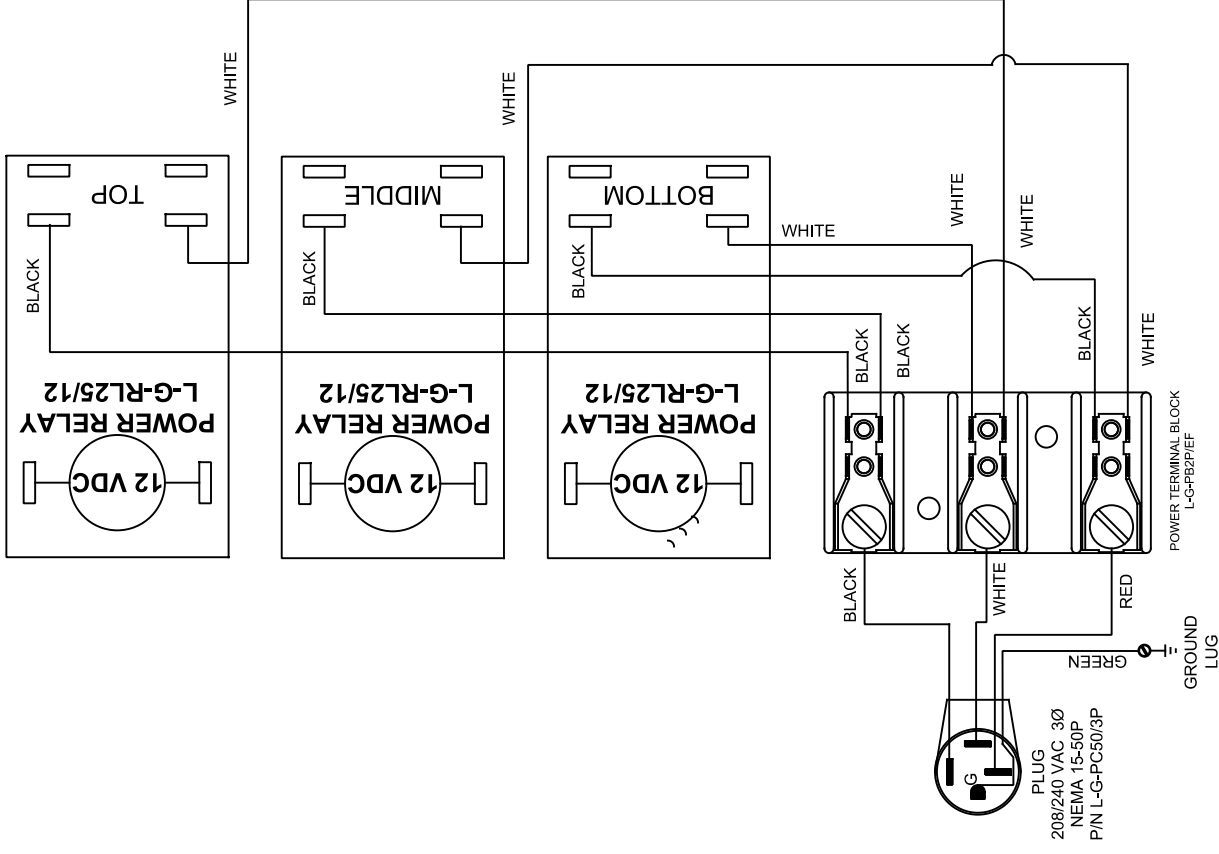 WHITE
WHITE
TOP
MIDDLE
BOTTOM
BLACK
BLACK
BLACK
WHITE
WHITE
WHITE
POWER RELAY
L-G-RL25/12
12 VDC
POWER RELAY
L-G-RL25/12
12 VDC
POWER RELAY
L-G-RL25/12
12 VDC
BLACK
BLACK
BLACK
WHITE
POWER TERMINAL BLOCK
L-G-PB2P/EF
BLACK
WHITE
RED
GREEN
GROUND
LUG
G
PLUG
208/240 VAC 3Ø
NEMA 15-50P
P/N L-G-PC50/3P